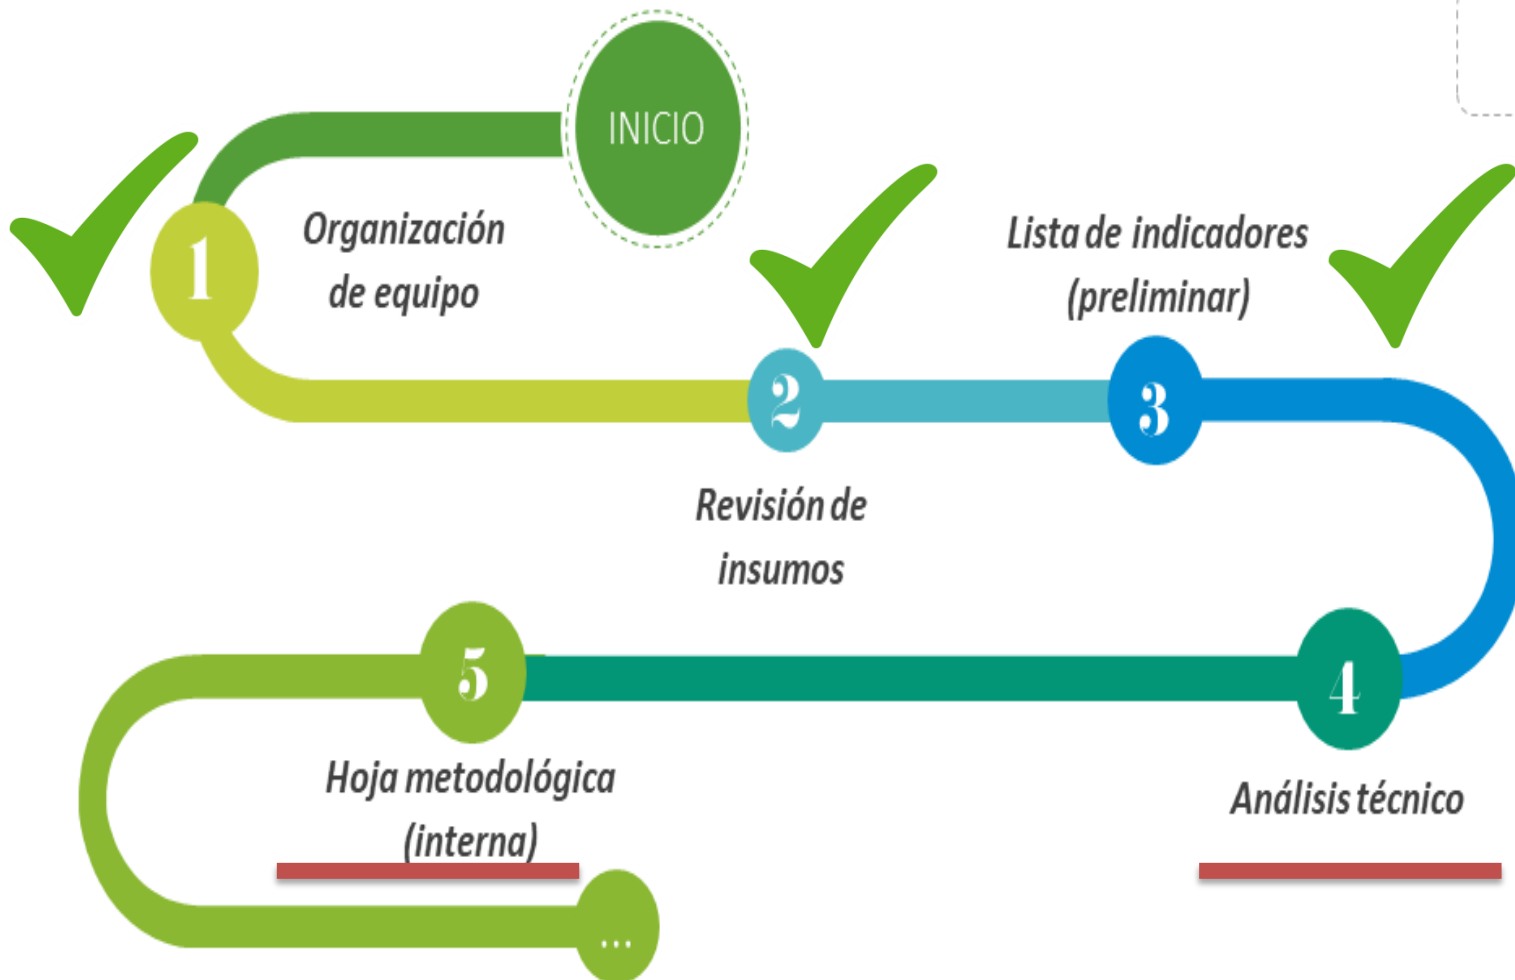 INICIO
1
Organización
de equipo
2
Revisión de
insumos
Lista de indicadores
(preliminar)
3
4
Análisis técnico
5
Hoja metodológica
(interna)
...